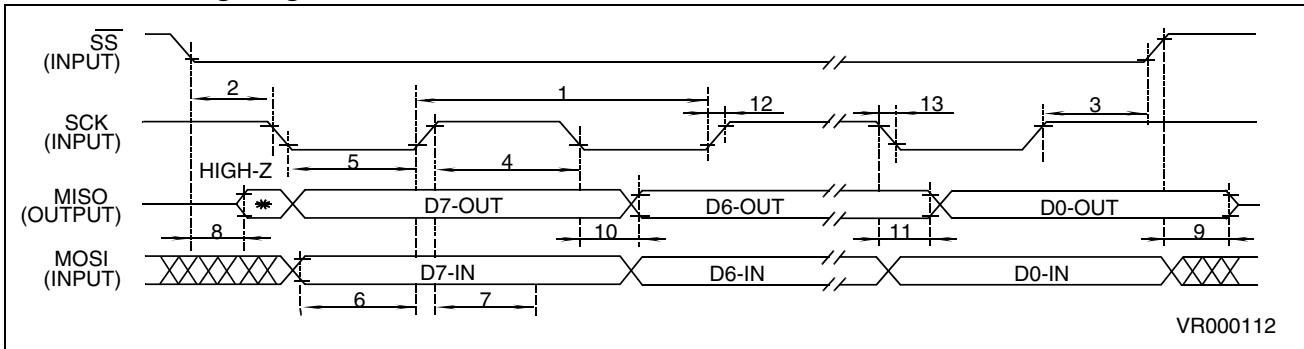 SS
(INPUT)
2
1
12
13
3
SCK
(INPUT)
5
4
HIGH-Z
MISO
(OUTPUT)
D7-OUT
D6-OUT
D0-OUT
8
10
11
9
MOSI
(INPUT)
D7-IN
D6-IN
D0-IN
6
7
VR000112